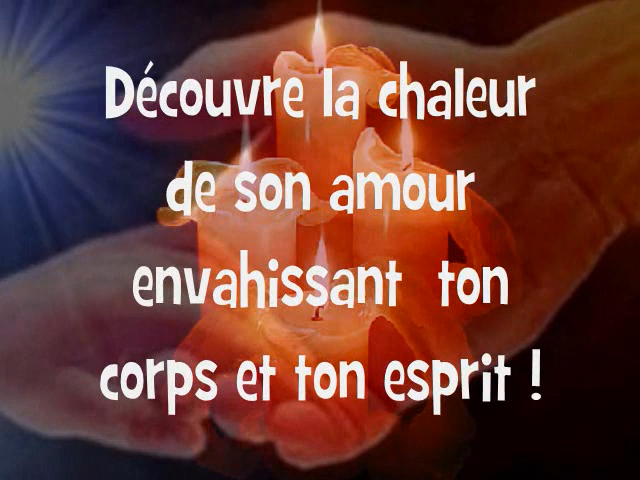 Découvre la chaleur
de son amour
envahissant ton
corps et ton esprit !